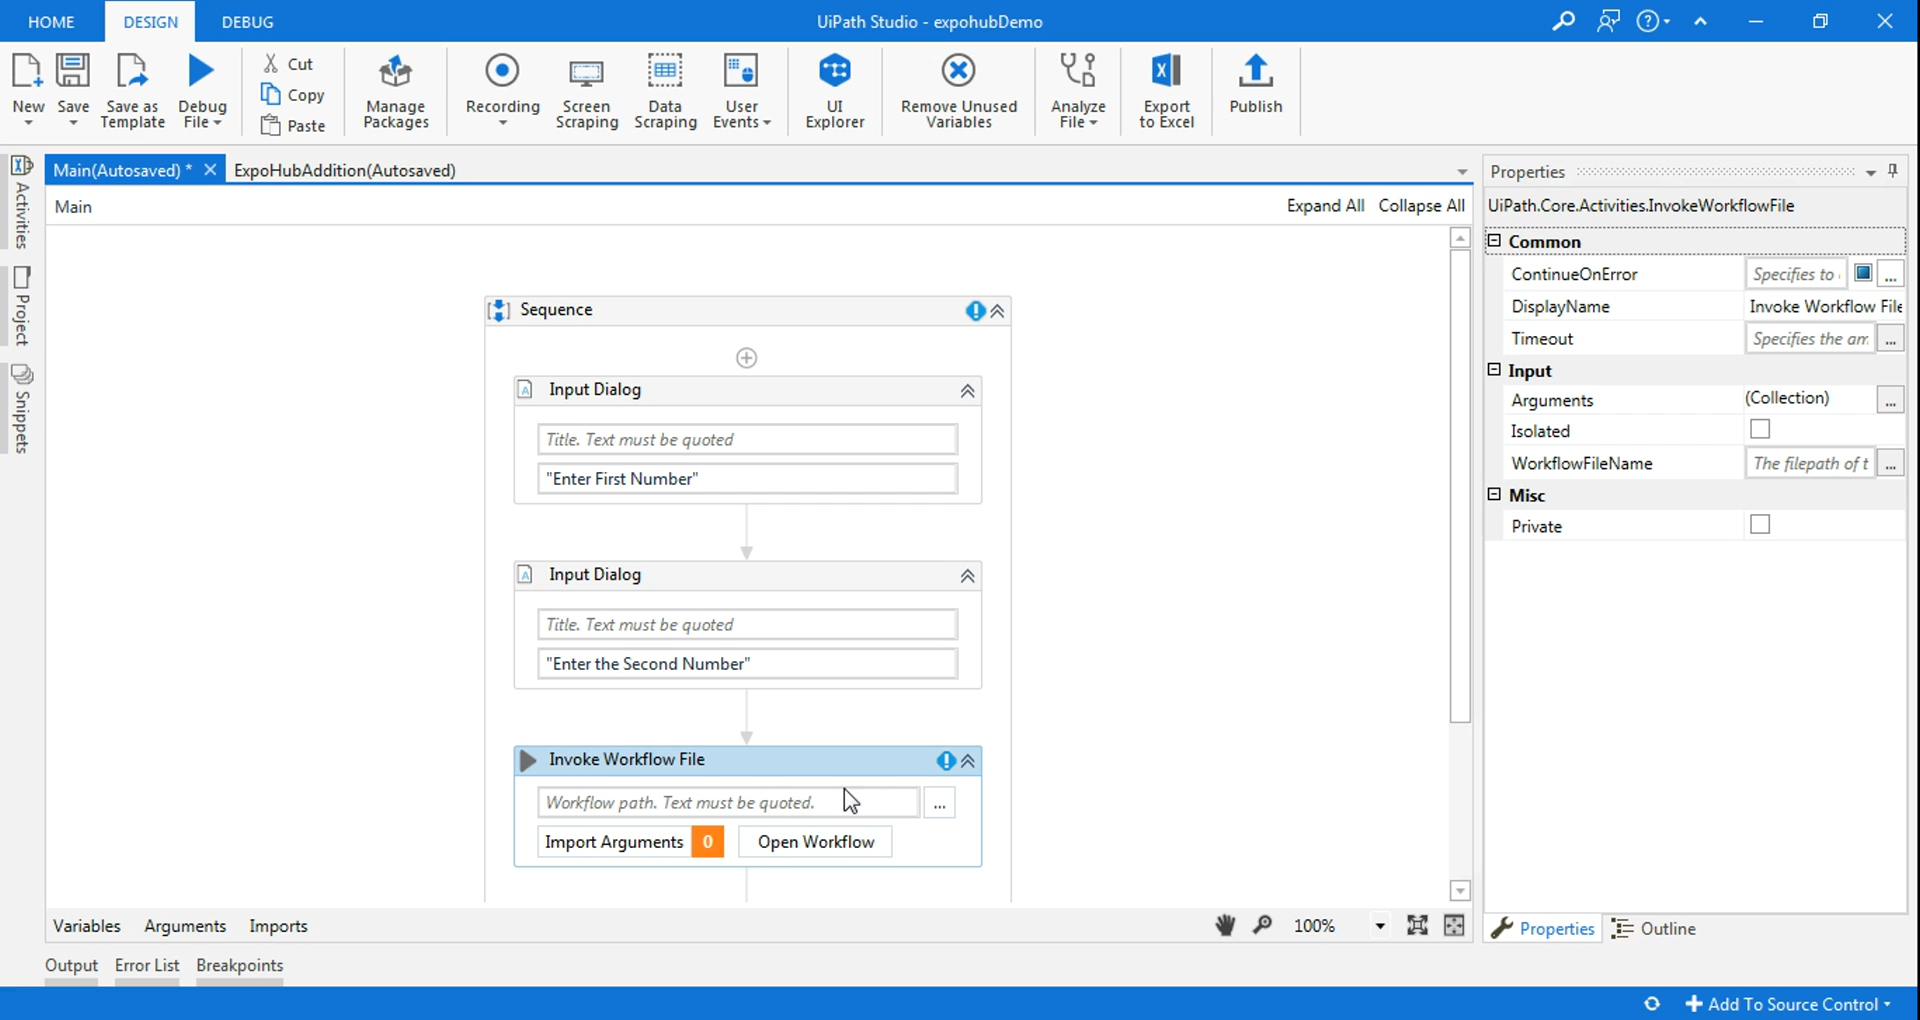 HOME DESIGN DEBUG UiPath Studio - expohubDemo
New Save Save as Template Debug File
Cut
Copy
Paste
Manage Packages
Recording Screen Scraping Data Scraping User Events
UI Explorer
Remove Unused Variables
Analyze File
Export to Excel
Publish
Activities
Project
Snippets
Main(Autosaved) * ExpoHubAddition(Autosaved)
Main Expand All Collapse All
Sequence
Input Dialog
Title. Text must be quoted
"Enter First Number"
Input Dialog
Title. Text must be quoted
"Enter the Second Number"
Invoke Workflow File
Workflow path. Text must be quoted. ...
Import Arguments 0 Open Workflow
Variables Arguments Imports 100%
Output Error List Breakpoints
Properties
UiPath.Core.Activities.InvokeWorkflowFile
Common
ContinueOnError Specifies to ...
DisplayName Invoke Workflow File
Timeout Specifies the am ...
Input
Arguments (Collection) ...
Isolated
WorkflowFileName The filepath of t ...
Misc
Private
Properties Outline
Add To Source Control